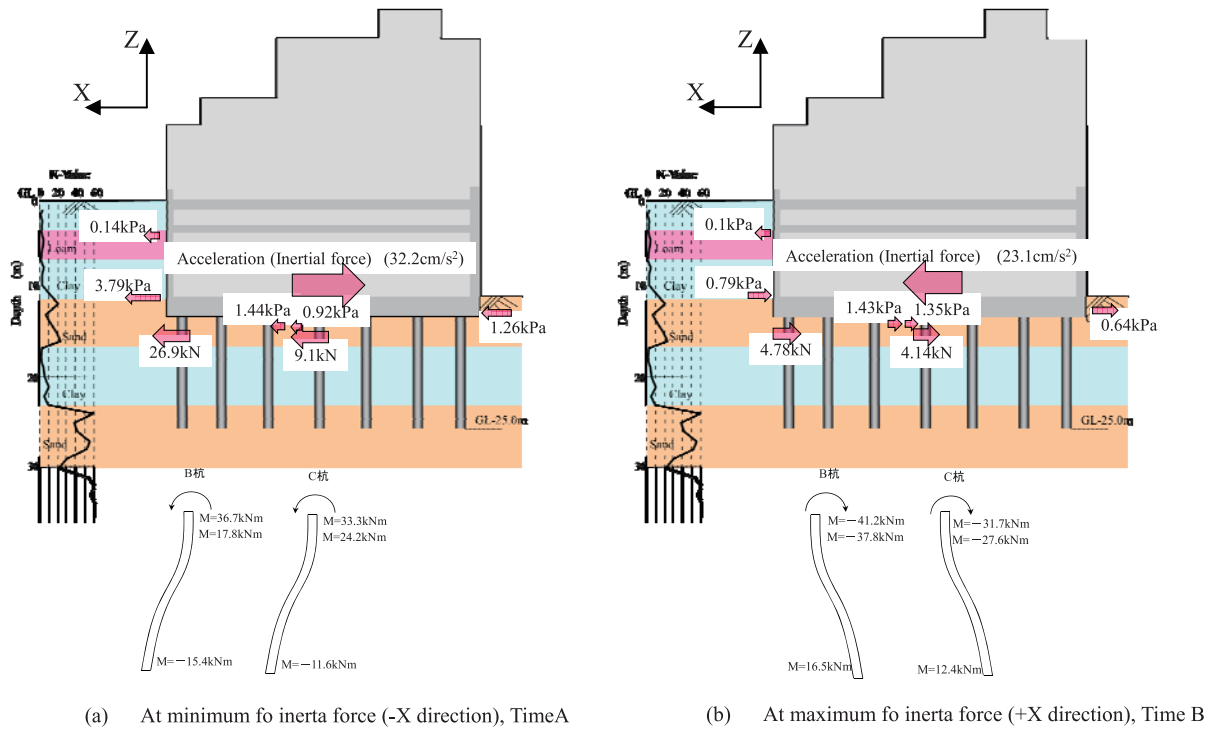 Z
X
N-Value
GL 0 20 40 60
0
0.14kPa
Loam
Acceleration (Inertial force) (32.2cm/s²)
Clay
10
3.79kPa
Depth (m)
1.44kPa
0.92kPa
1.26kPa
Sand
26.9kN
9.1kN
20
Clay
GL-25.0m
Sand
30
B杭
C杭
M=36.7kNm
M=17.8kNm
M=33.3kNm
M=24.2kNm
M=−15.4kNm
M=−11.6kNm
(a) At minimum fo inerta force (-X direction), TimeA
Z
X
N-Value
GL 0 20 40 60
0
0.1kPa
Loam
Acceleration (Inertial force) (23.1cm/s²)
Clay
10
0.79kPa
Depth (m)
1.43kPa
1.35kPa
0.64kPa
Sand
4.78kN
4.14kN
20
Clay
GL-25.0m
Sand
30
B杭
C杭
M=−41.2kNm
M=−37.8kNm
M=−31.7kNm
M=−27.6kNm
M=16.5kNm
M=12.4kNm
(b) At maximum fo inerta force (+X direction), Time B